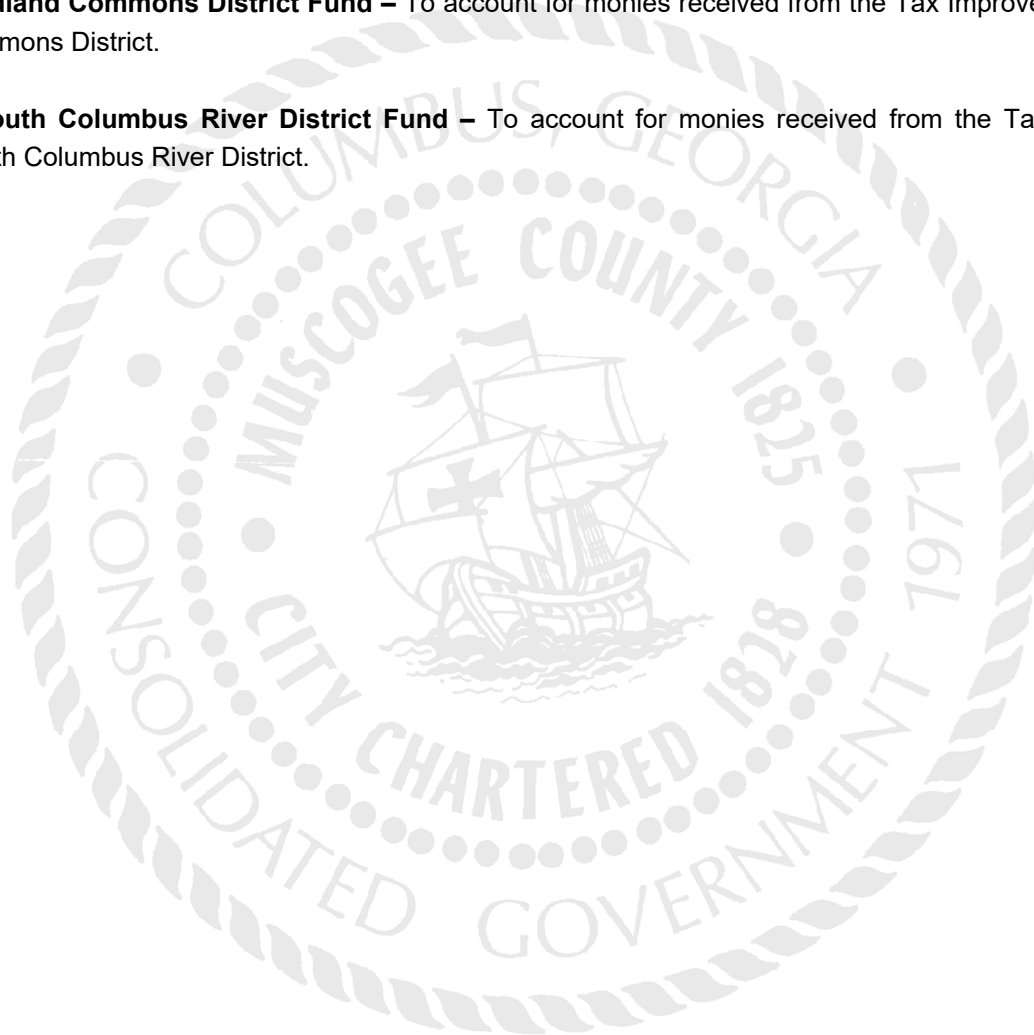 dland Commons District Fund – To account for monies received from the Tax Improve
mons District.
outh Columbus River District Fund – To account for monies received from the Ta
th Columbus River District.
COLUMBUS, GEORGIA
MUSCOGEE COUNTY 1825
CITY CHARTERED 1828
CONSOLIDATED GOVERNMENT 1971